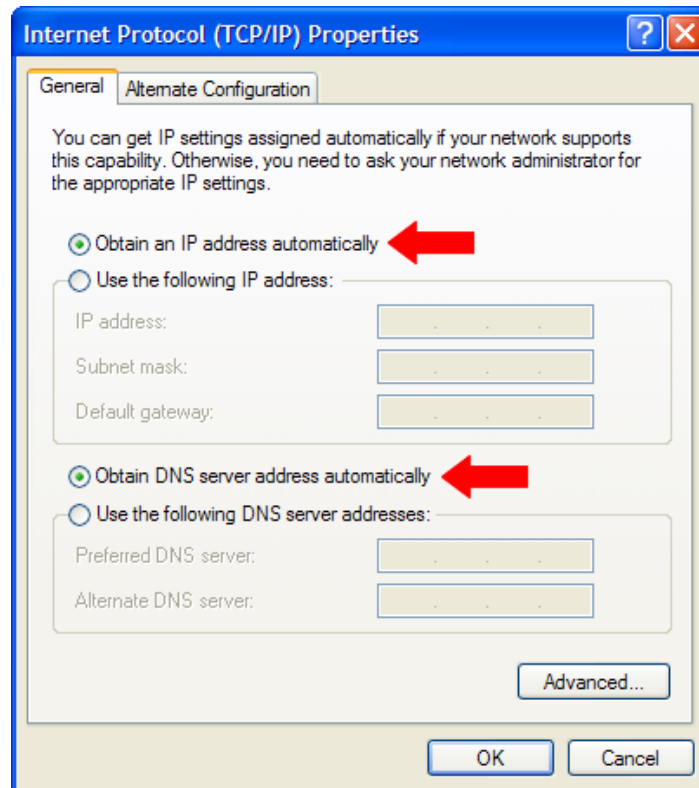 Internet Protocol (TCP/IP) Properties
General
Alternate Configuration
You can get IP settings assigned automatically if your network supports
this capability. Otherwise, you need to ask your network administrator for
the appropriate IP settings.
Obtain an IP address automatically
Use the following IP address:
IP address:
Subnet mask:
Default gateway:
Obtain DNS server address automatically
Use the following DNS server addresses:
Preferred DNS server:
Alternate DNS server:
Advanced...
OK
Cancel